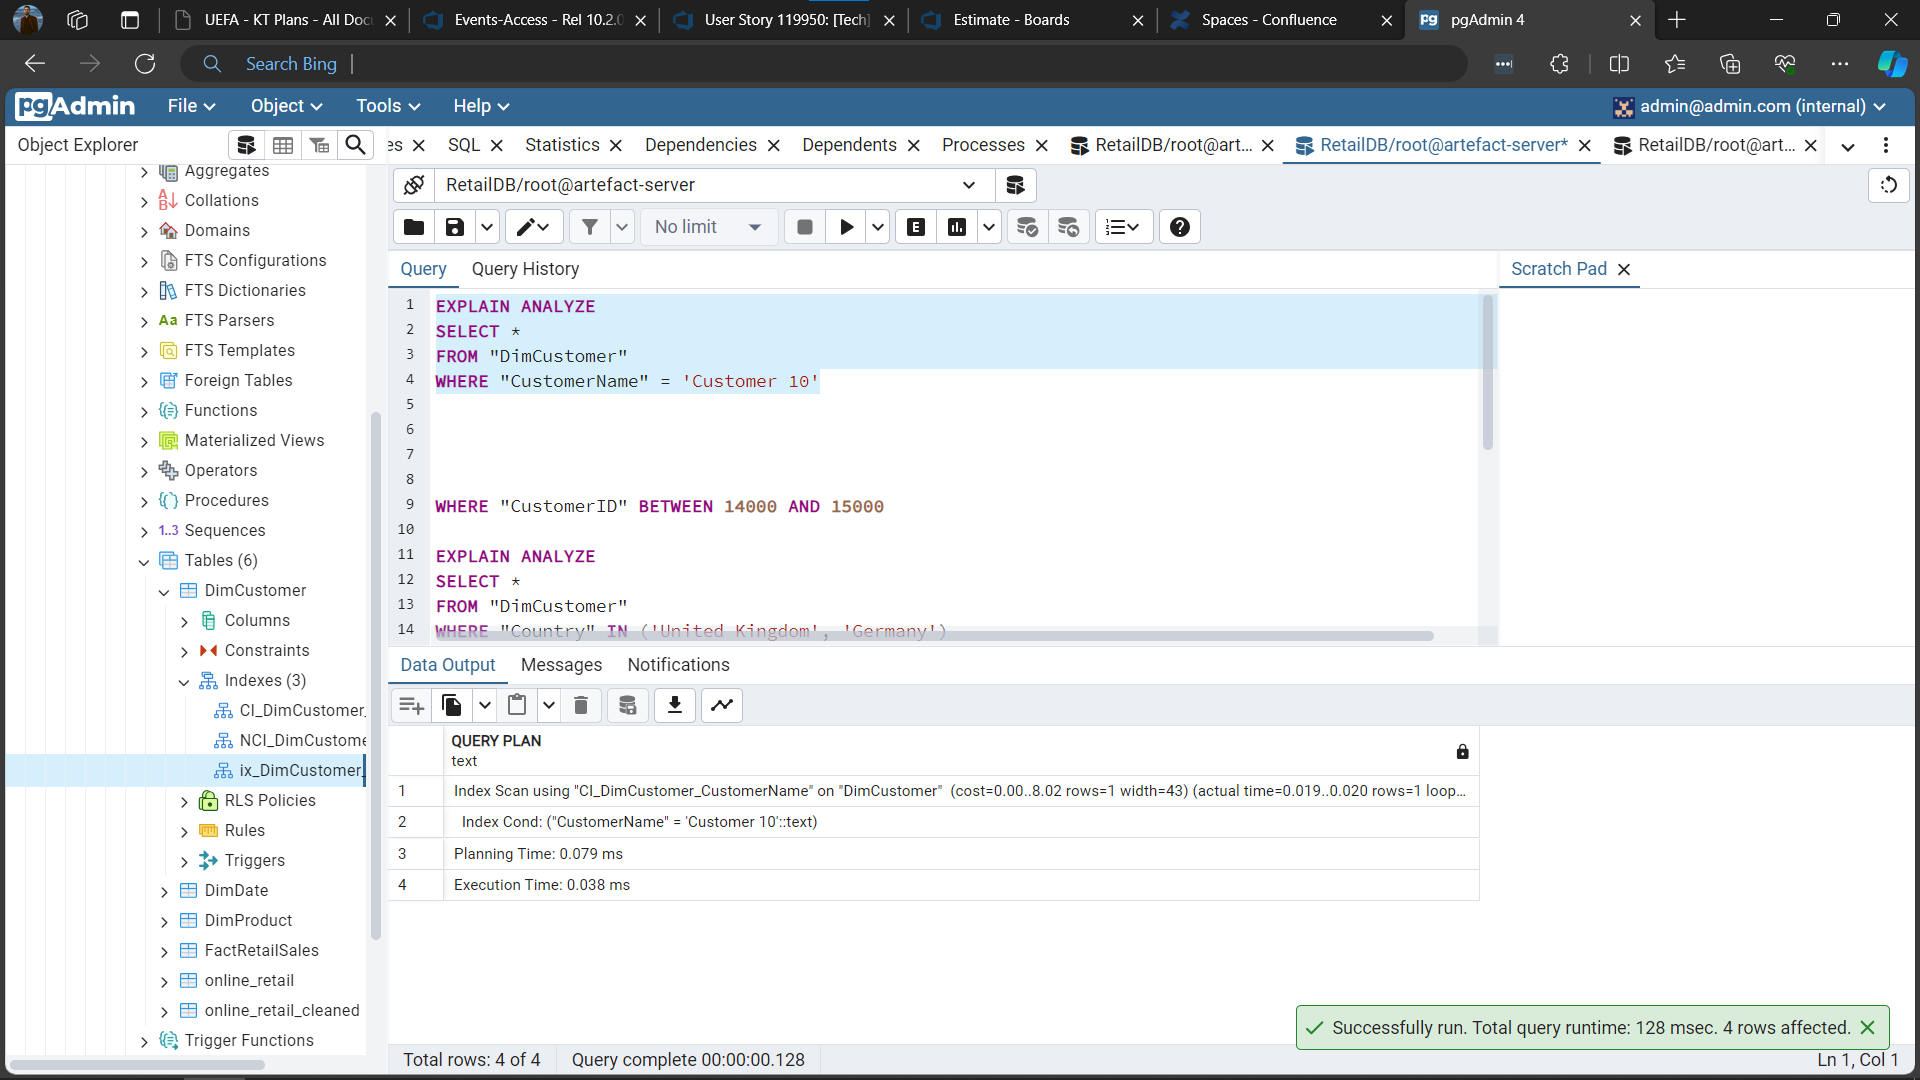 UEFA - KT Plans - All Doc
Events-Access - Rel 10.2.0
User Story 119950: [Tech]
Estimate - Boards
Spaces - Confluence
pgAdmin 4
Search Bing
pgAdmin
File
Object
Tools
Help
admin@admin.com (internal)
Object Explorer
es
SQL
Statistics
Dependencies
Dependents
Processes
RetailDB/root@art...
RetailDB/root@artefact-server*
RetailDB/root@art...
RetailDB/root@artefact-server
No limit
E
Query
Query History
Scratch Pad
Aggregates
Collations
Domains
FTS Configurations
FTS Dictionaries
Aa FTS Parsers
FTS Templates
Foreign Tables
Functions
Materialized Views
Operators
Procedures
1..3 Sequences
Tables (6)
DimCustomer
Columns
Constraints
Indexes (3)
CI_DimCustomer_
NCI_DimCustome
ix_DimCustomer_
RLS Policies
Rules
Triggers
DimDate
DimProduct
FactRetailSales
online_retail
online_retail_cleaned
Trigger Functions
1 EXPLAIN ANALYZE
2 SELECT *
3 FROM "DimCustomer"
4 WHERE "CustomerName" = 'Customer 10'
5
6
7
8
9 WHERE "CustomerID" BETWEEN 14000 AND 15000
10
11 EXPLAIN ANALYZE
12 SELECT *
13 FROM "DimCustomer"
14 WHERE "Country" IN ('United Kingdom', 'Germany')
Data Output
Messages
Notifications
QUERY PLAN
text
1 Index Scan using "CI_DimCustomer_CustomerName" on "DimCustomer" (cost=0.00..8.02 rows=1 width=43) (actual time=0.019..0.020 rows=1 loop...
2 Index Cond: ("CustomerName" = 'Customer 10'::text)
3 Planning Time: 0.079 ms
4 Execution Time: 0.038 ms
Successfully run. Total query runtime: 128 msec. 4 rows affected.
Total rows: 4 of 4
Query complete 00:00:00.128
Ln 1, Col 1